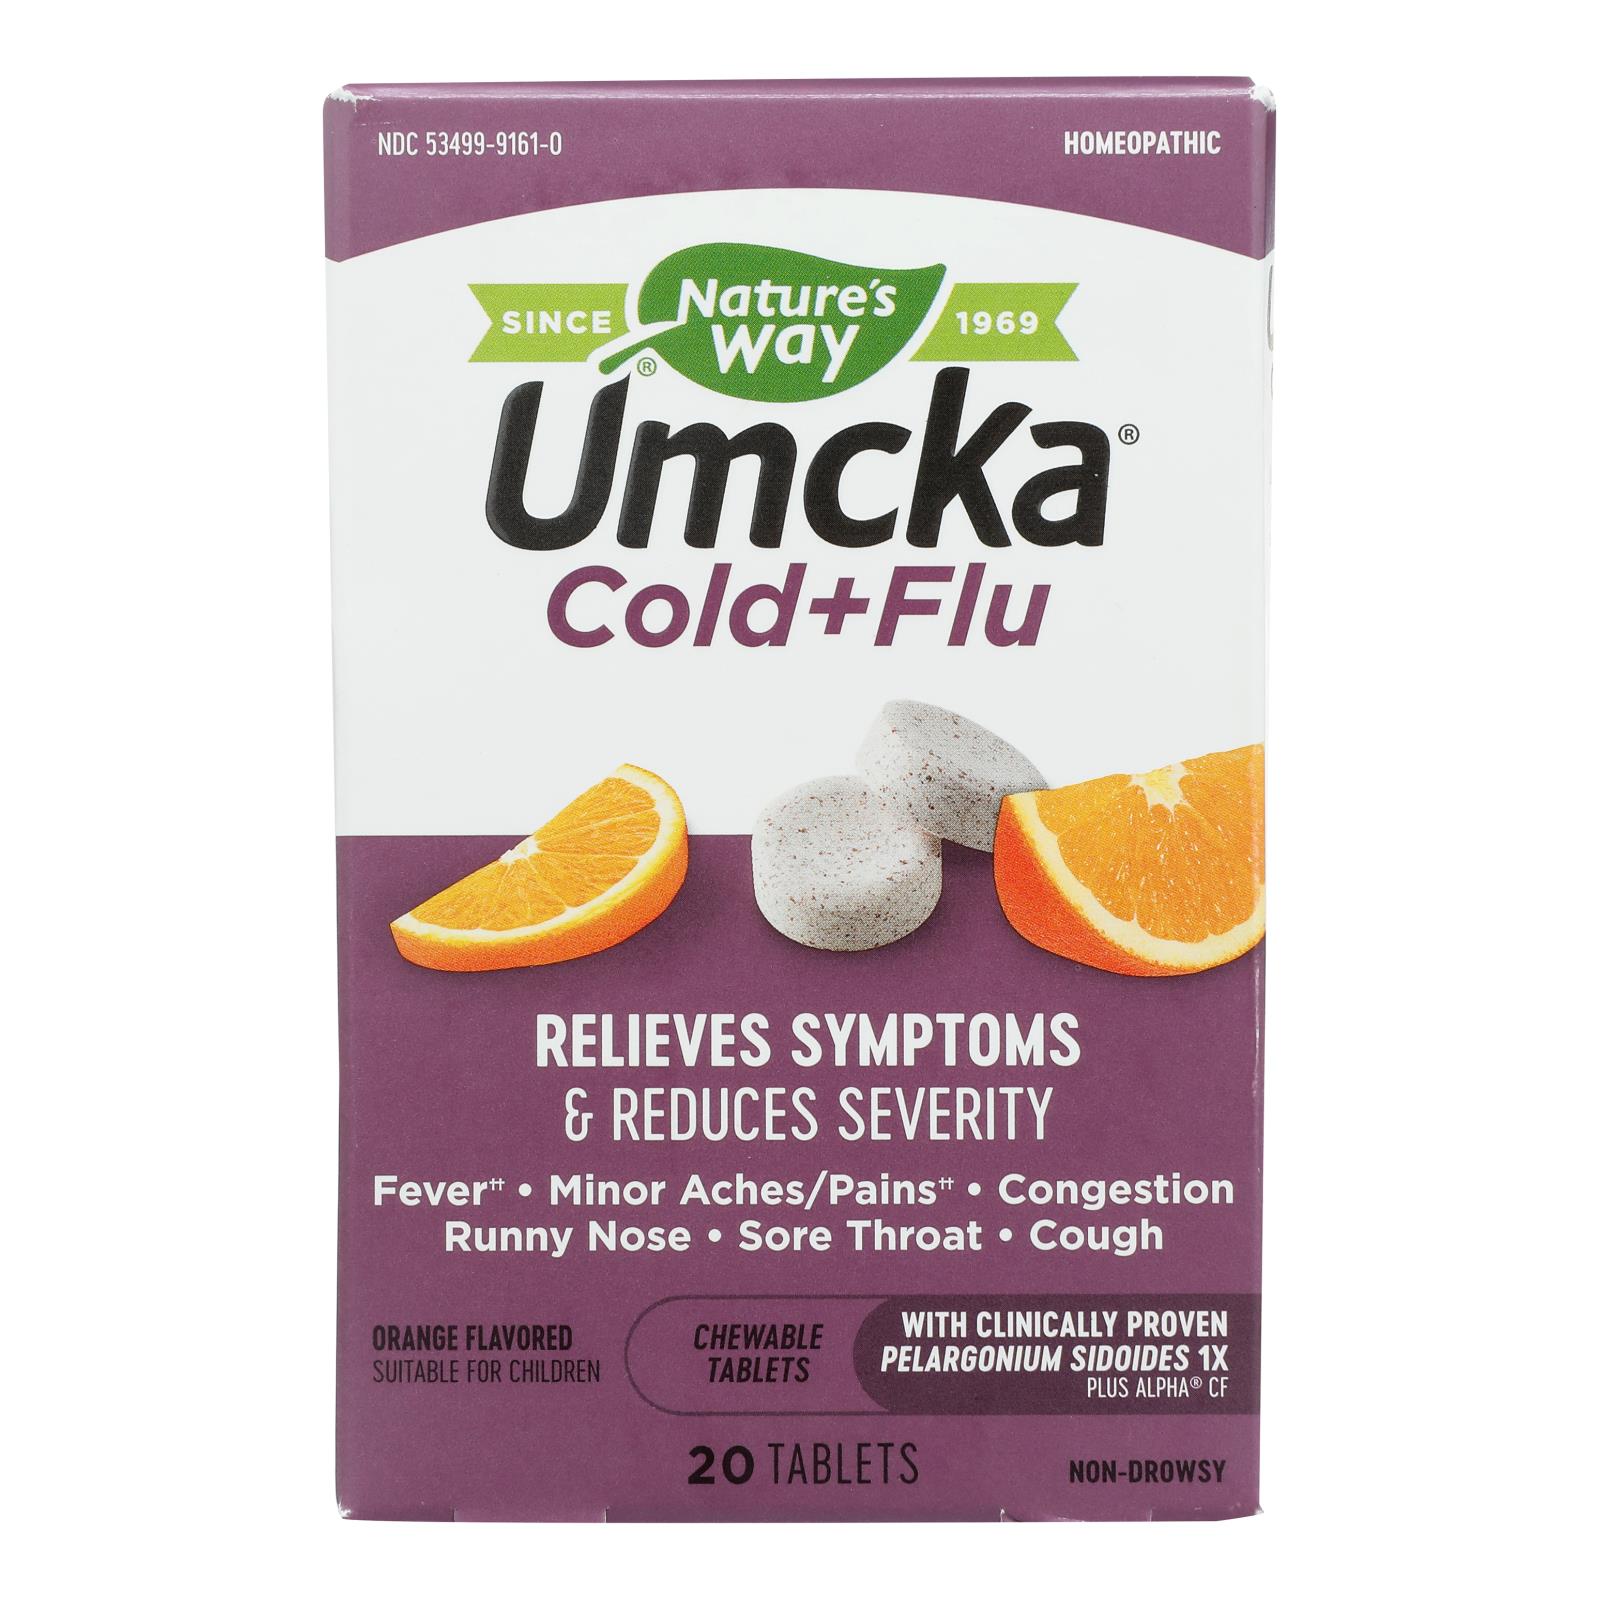 NDC 53499-9161-0
HOMEOPATHIC
SINCE
Nature's
Way®
1969
Umcka®
Cold+Flu
RELIEVES SYMPTOMS
& REDUCES SEVERITY
Fever†† • Minor Aches/Pains†† • Congestion
Runny Nose • Sore Throat • Cough
ORANGE FLAVORED
SUITABLE FOR CHILDREN
CHEWABLE
TABLETS
WITH CLINICALLY PROVEN
PELARGONIUM SIDOIDES 1X
PLUS ALPHA® CF
20 TABLETS
NON-DROWSY